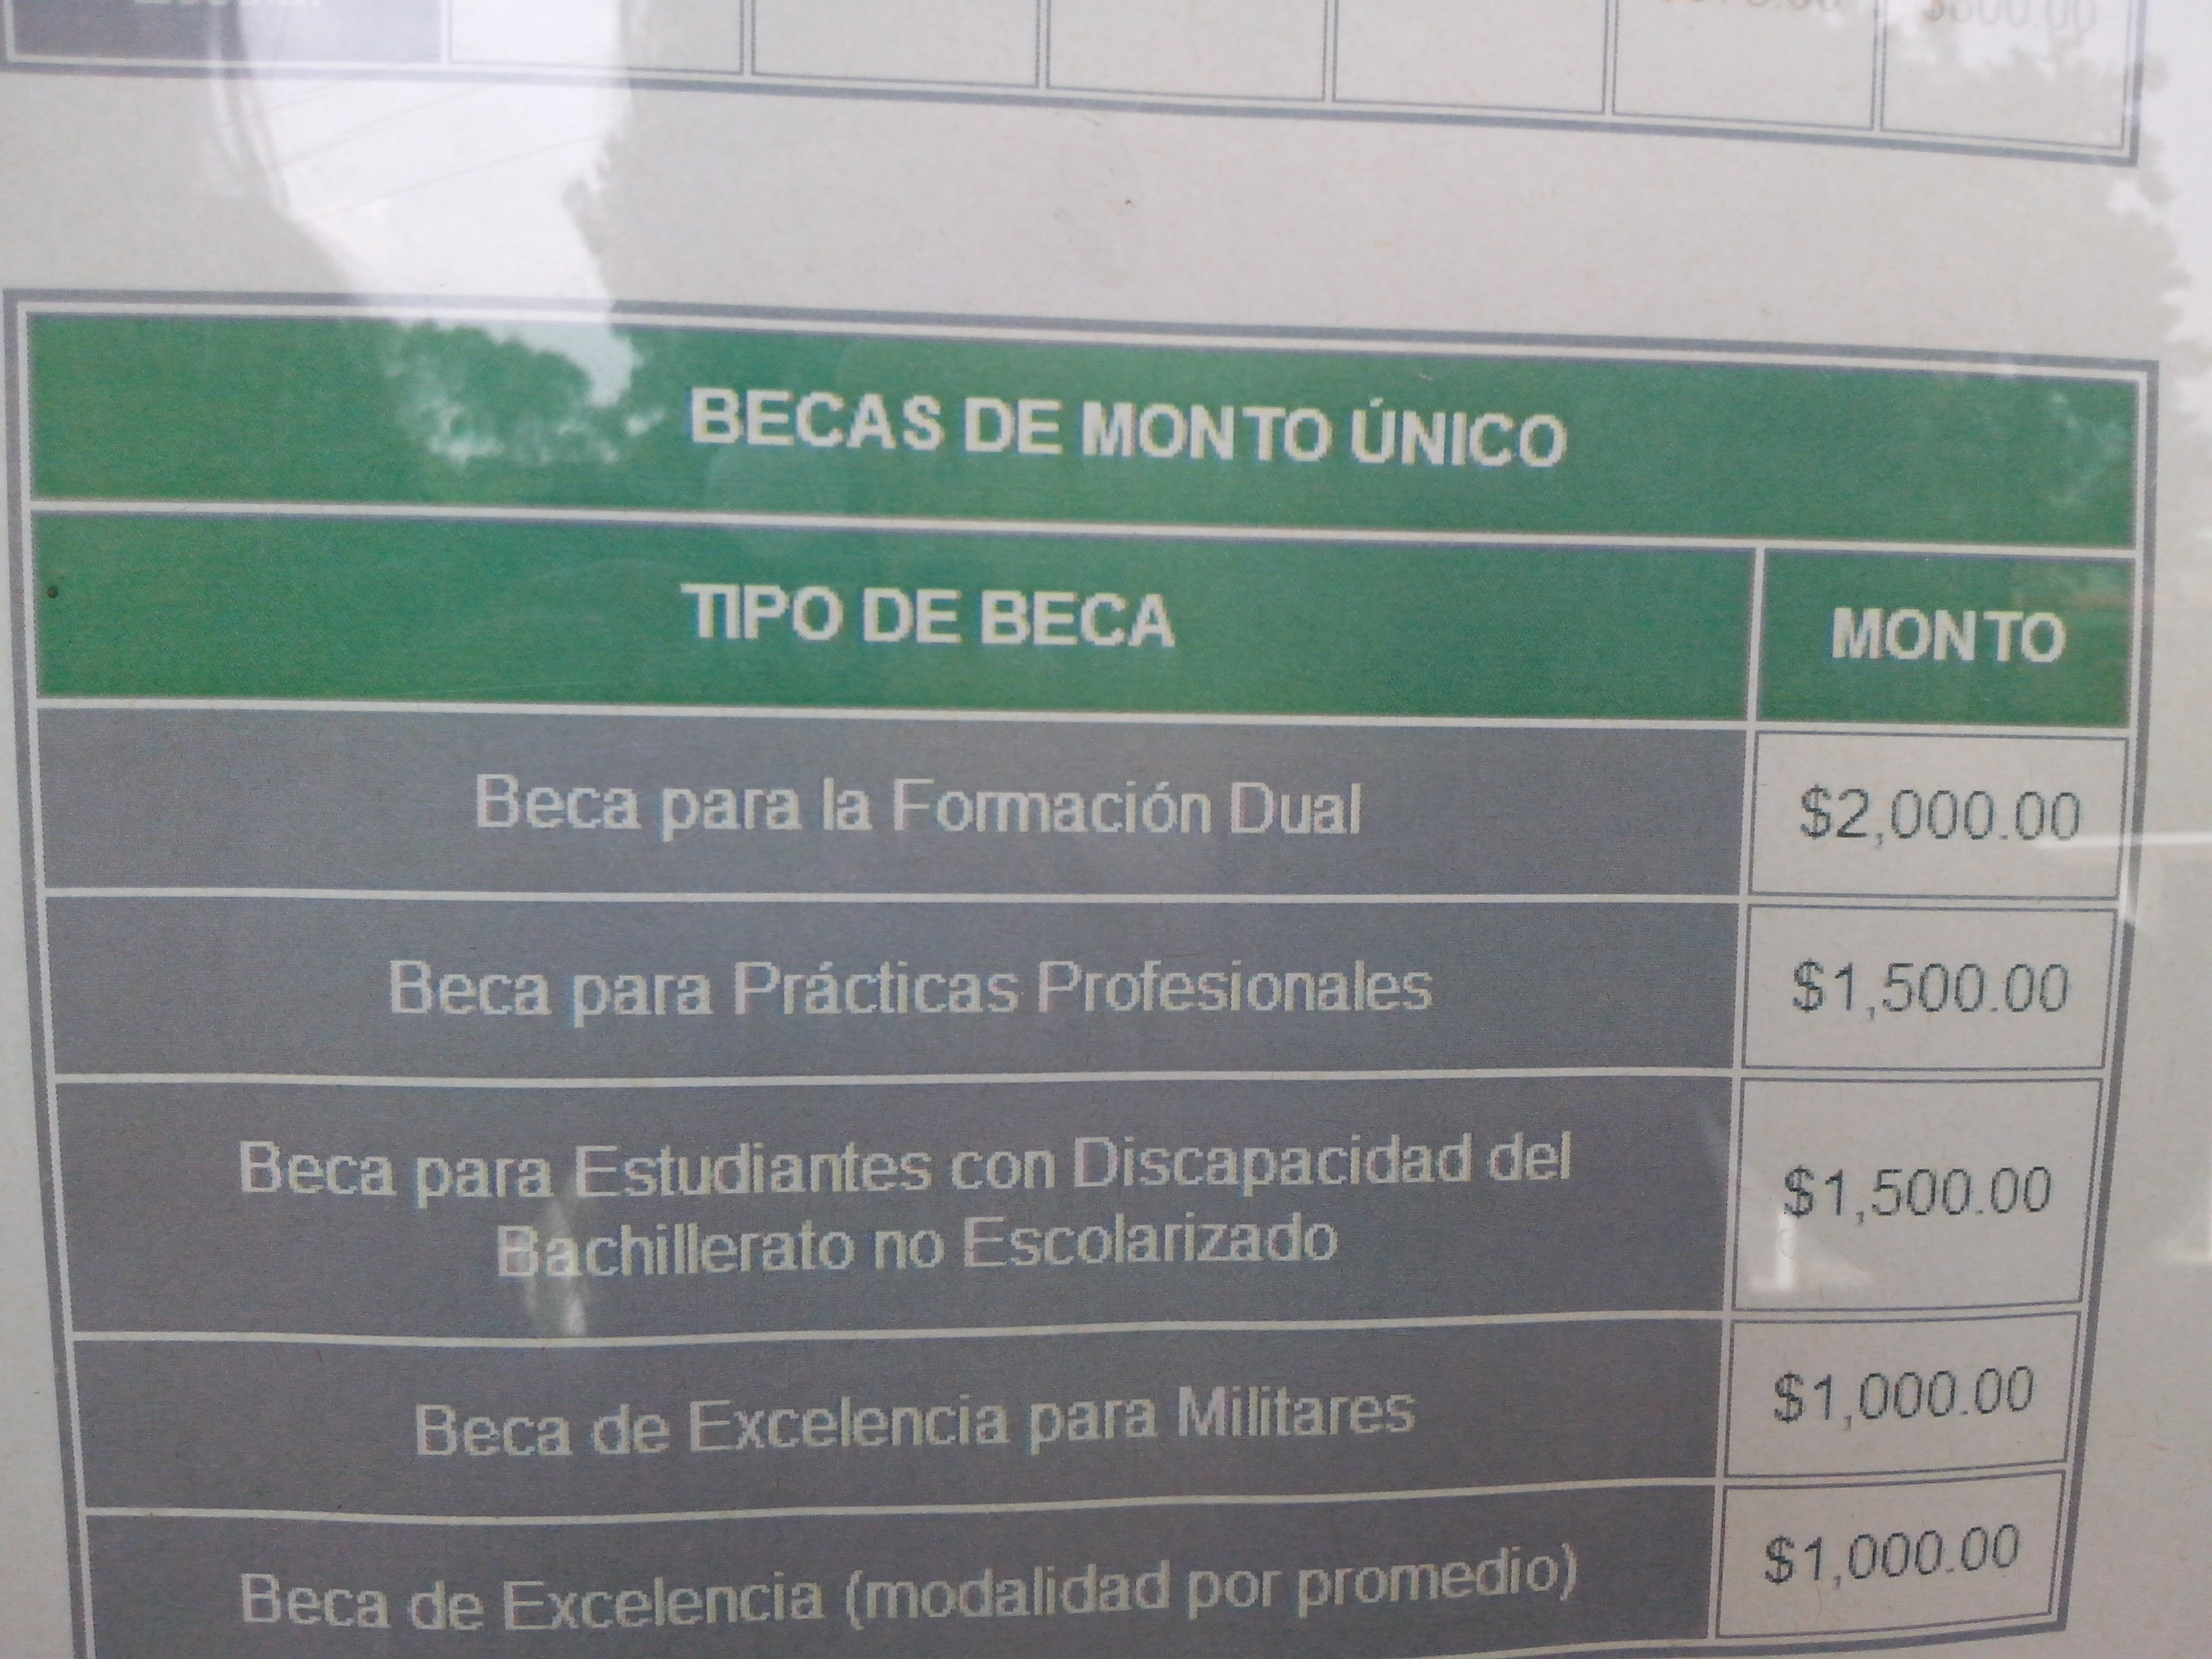 $600.00
BECAS DE MONTO ÚNICO
TIPO DE BECA MONTO
Beca para la Formación Dual $2,000.00
Beca para Prácticas Profesionales $1,500.00
Beca para Estudiantes con Discapacidad del
Bachillerato no Escolarizado $1,500.00
Beca de Excelencia para Militares $1,000.00
Beca de Excelencia (modalidad por promedio) $1,000.00